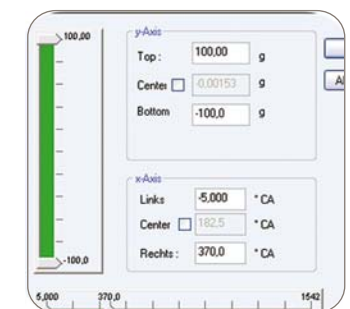 100,00
-100,0
y-Axis
Top : 100,00 g
Center -0,00153 g
Bottom -100,0 g
x-Axis
Links -5,000 ° CA
Center 182,5 ° CA
Rechts : 370,0 ° CA
5,000 370,0 1542